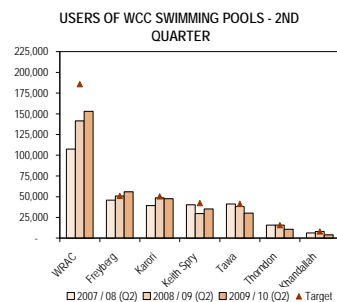 USERS OF WCC SWIMMING POOLS - 2ND
QUARTER
225,000
200,000
175,000
150,000
125,000
100,000
75,000
50,000
25,000
-
WRAC
Freyberg
Karori
Keith Spry
Tawa
Thorndon
Khandallah
2007 / 08 (Q2) 2008 / 09 (Q2) 2009 / 10 (Q2) Target